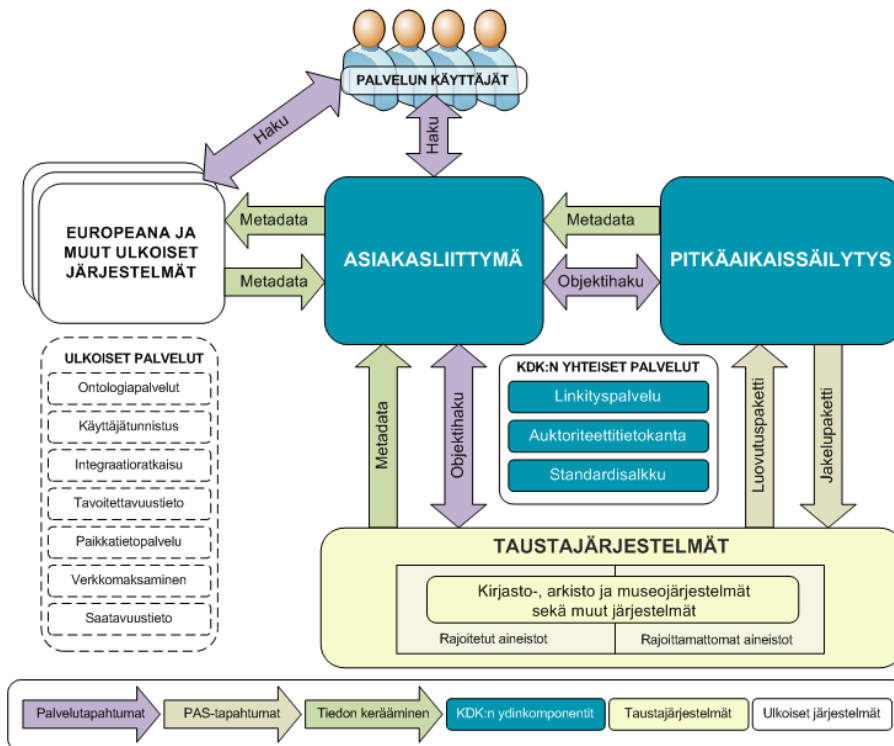 PALVELUN KÄYTTÄJÄT
Haku
Haku
EUROPEANA JA
MUUT ULKOISET
JÄRJESTELMÄT
Metadata
Metadata
ASIAKASLIITTYMÄ
Metadata
Objektihaku
PITKÄAIKAISSÄILYTYS
ULKOISET PALVELUT
Ontologiapalvelut
Käyttäjätunnistus
Integraatioratkaisu
Tavoitettavuustieto
Paikkatietopalvelu
Verkkomaksaminen
Saatavuustieto
Metadata
Objektihaku
KDK:N YHTEISET PALVELUT
Linkityspalvelu
Auktoriteettitietokanta
Standardisalkku
Luovutuspaketti
Jakelupaketti
TAUSTAJÄRJESTELMÄT
Kirjasto-, arkisto ja museojärjestelmät
sekä muut järjestelmät
Rajoitetut aineistot
Rajoittamattomat aineistot
Palvelutapahtumat
PAS-tapahtumat
Tiedon kerääminen
KDK:n ydinkomponentit
Taustajärjestelmät
Ulkoiset järjestelmät